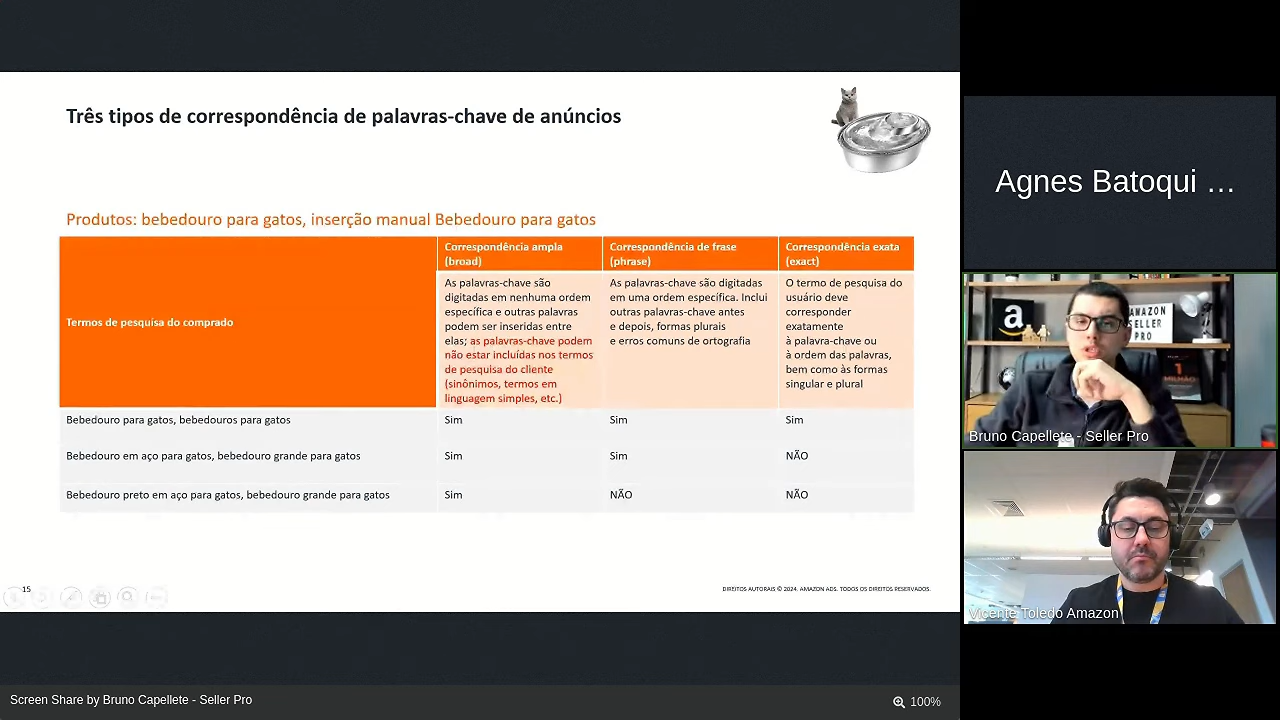 Três tipos de correspondência de palavras-chave de anúncios
Produtos: bebedouro para gatos, inserção manual Bebedouro para gatos
Termos de pesquisa do comprado
Correspondência ampla
(broad)
Correspondência de frase
(phrase)
Correspondência exata
(exact)
As palavras-chave são
digitadas em nenhuma ordem
específica e outras palavras
podem ser inseridas entre
elas; as palavras-chave podem
não estar incluídas nos termos
de pesquisa do cliente
(sinônimos, termos em
linguagem simples, etc.)
As palavras-chave são digitadas
em uma ordem específica. Inclui
outras palavras-chave antes
e depois, formas plurais
e erros comuns de ortografia
O termo de pesquisa do
usuário deve
corresponder
exatamente
à palavra-chave ou
à ordem das palavras,
bem como às formas
singular e plural
Bebedouro para gatos, bebedouros para gatos
Sim
Sim
Sim
Bebedouro em aço para gatos, bebedouro grande para gatos
Sim
Sim
NÃO
Bebedouro preto em aço para gatos, bebedouro grande para gatos
Sim
NÃO
NÃO
15
DIREITOS AUTORAIS © 2024. AMAZON ADS. TODOS OS DIREITOS RESERVADOS.
Screen Share by Bruno Capellete - Seller Pro
100%
Agnes Batoqui ...
a
AMAZON
SELLER
PRO
1
MILHÃO
Bruno Capellete - Seller Pro
Vicente Toledo Amazon